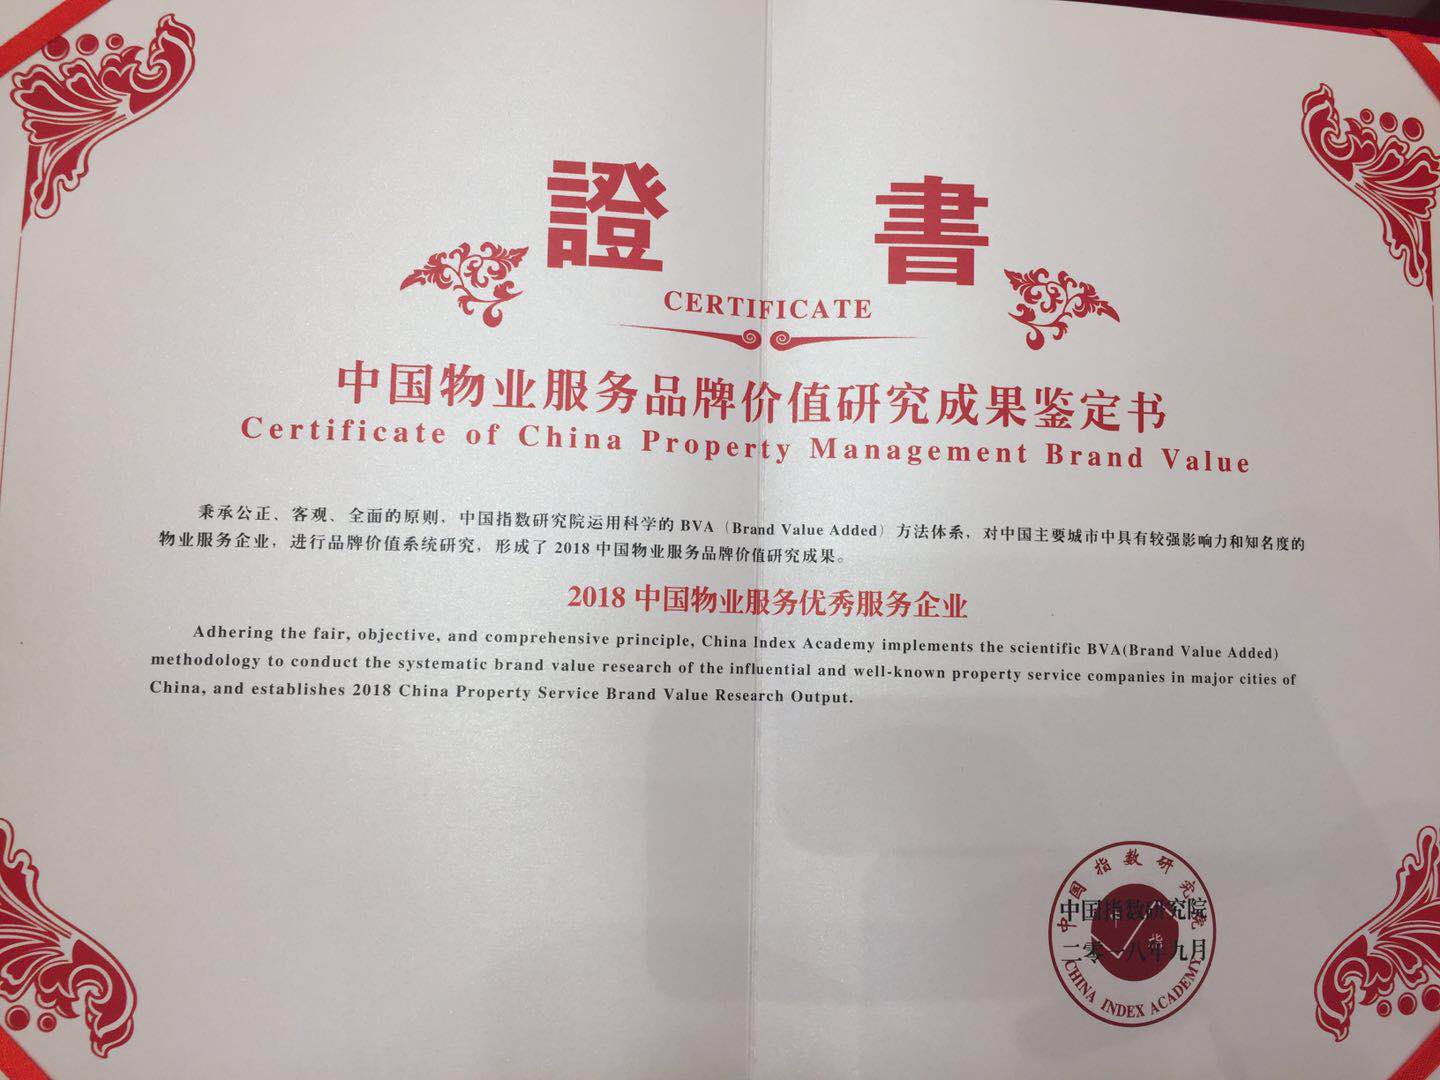 證 書
CERTIFICATE
中国物业服务品牌价值研究成果鉴定书
Certificate of China Property Management Brand Value
秉承公正、客观、全面的原则，中国指数研究院运用科学的 BVA（Brand Value Added）方法体系，对中国主要城市中具有较强影响力和知名度的
物业服务企业，进行品牌价值系统研究，形成了 2018 中国物业服务品牌价值研究成果。
2018 中国物业服务优秀服务企业
Adhering the fair, objective, and comprehensive principle, China Index Academy implements the scientific BVA(Brand Value Added)
methodology to conduct the systematic brand value research of the influential and well-known property service companies in major cities of
China, and establishes 2018 China Property Service Brand Value Research Output.
中国指数研究院
中国指数研究院
二零一八年九月
CHINA INDEX ACADEMY